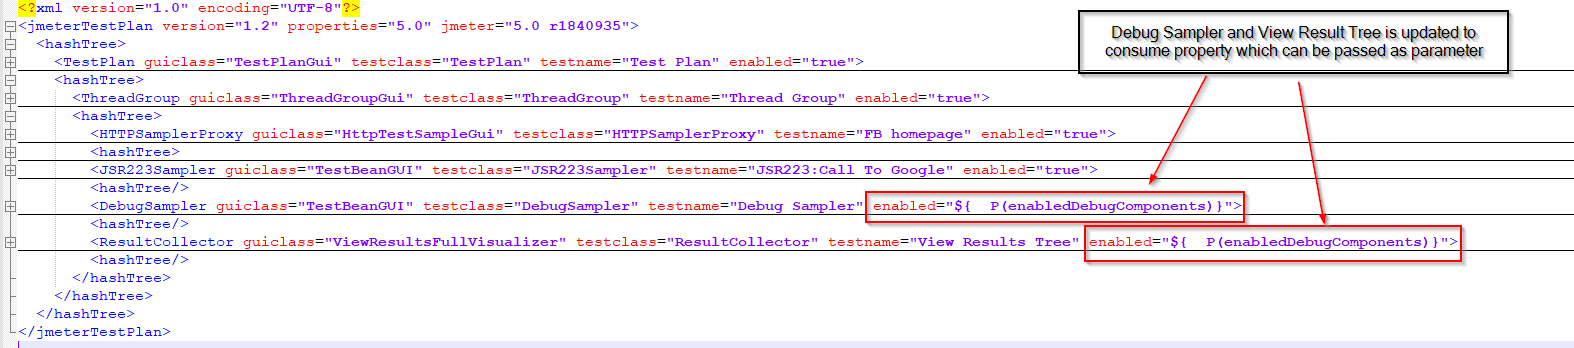 <?xml version="1.0" encoding="UTF-8"?>
<jmeterTestPlan version="1.2" properties="5.0" jmeter="5.0 r1840935">
Debug Sampler and View Result Tree is updated to
consume property which can be passed as parameter
<hashTree>
<TestPlan guiclass="TestPlanGui" testclass="TestPlan" testname="Test Plan" enabled="true">
<hashTree>
<ThreadGroup guiclass="ThreadGroupGui" testclass="ThreadGroup" testname="Thread Group" enabled="true">
<hashTree>
<HTTPSamplerProxy guiclass="HttpTestSampleGui" testclass="HTTPSamplerProxy" testname="FB homepage" enabled="true">
<hashTree>
<JSR223Sampler guiclass="TestBeanGUI" testclass="JSR223Sampler" testname="JSR223:Call To Google" enabled="true">
<hashTree/>
<DebugSampler guiclass="TestBeanGUI" testclass="DebugSampler" testname="Debug Sampler" enabled="${  P(enabledDebugComponents)}">
<hashTree/>
<ResultCollector guiclass="ViewResultsFullVisualizer" testclass="ResultCollector" testname="View Results Tree" enabled="${  P(enabledDebugComponents)}">
<hashTree/>
</hashTree>
</hashTree>
</hashTree>
</jmeterTestPlan>